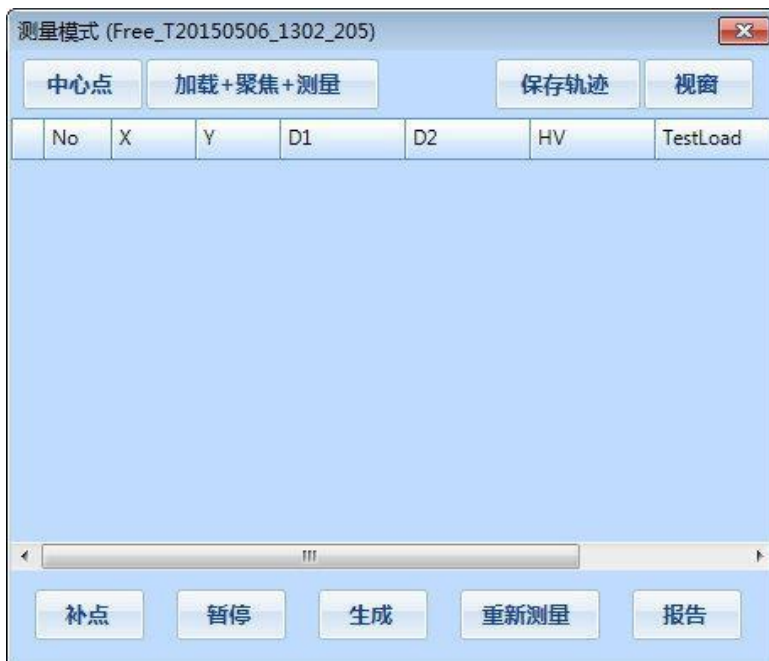 测量模式 (Free_T20150506_1302_205)
中心点 加载+聚焦+测量 保存轨迹 视窗
No X Y D1 D2 HV TestLoad
补点 暂停 生成 重新测量 报告